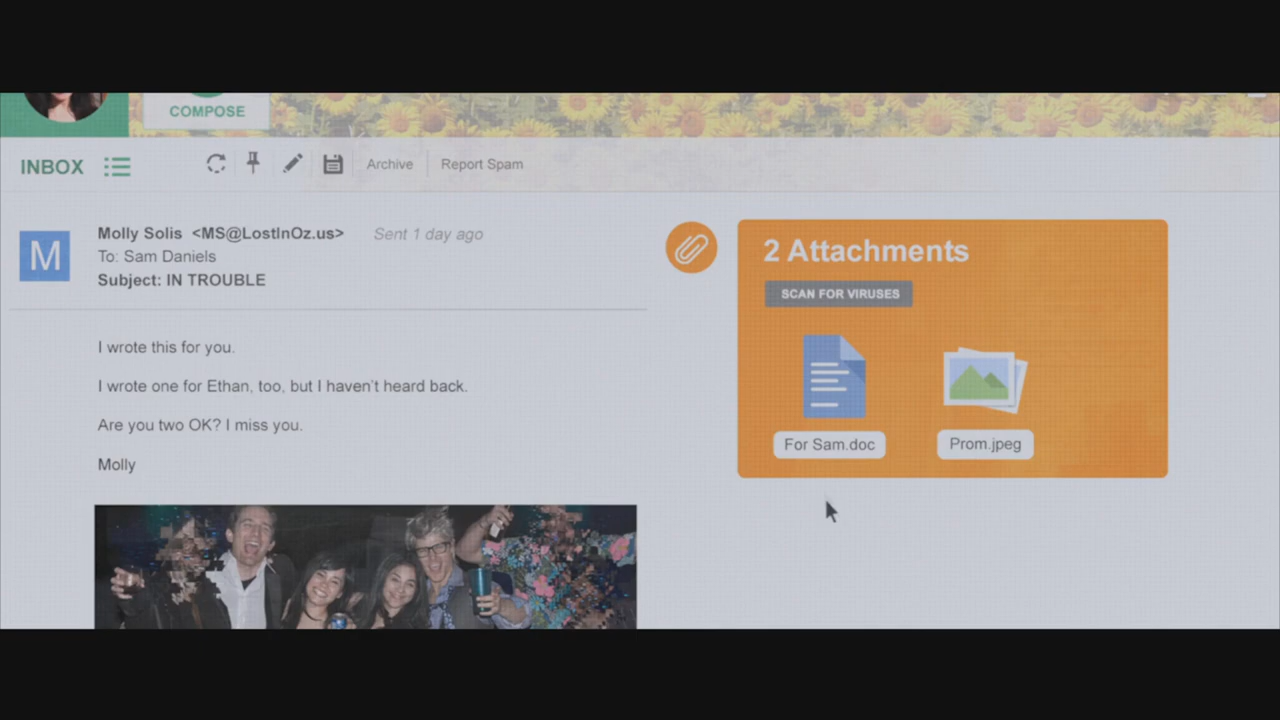 COMPOSE
INBOX
Archive
Report Spam
M
Molly Solis <MS@LostInOz.us>
Sent 1 day ago
To: Sam Daniels
Subject: IN TROUBLE
I wrote this for you.
I wrote one for Ethan, too, but I haven't heard back.
Are you two OK? I miss you.
Molly
2 Attachments
SCAN FOR VIRUSES
For Sam.doc
Prom.jpeg